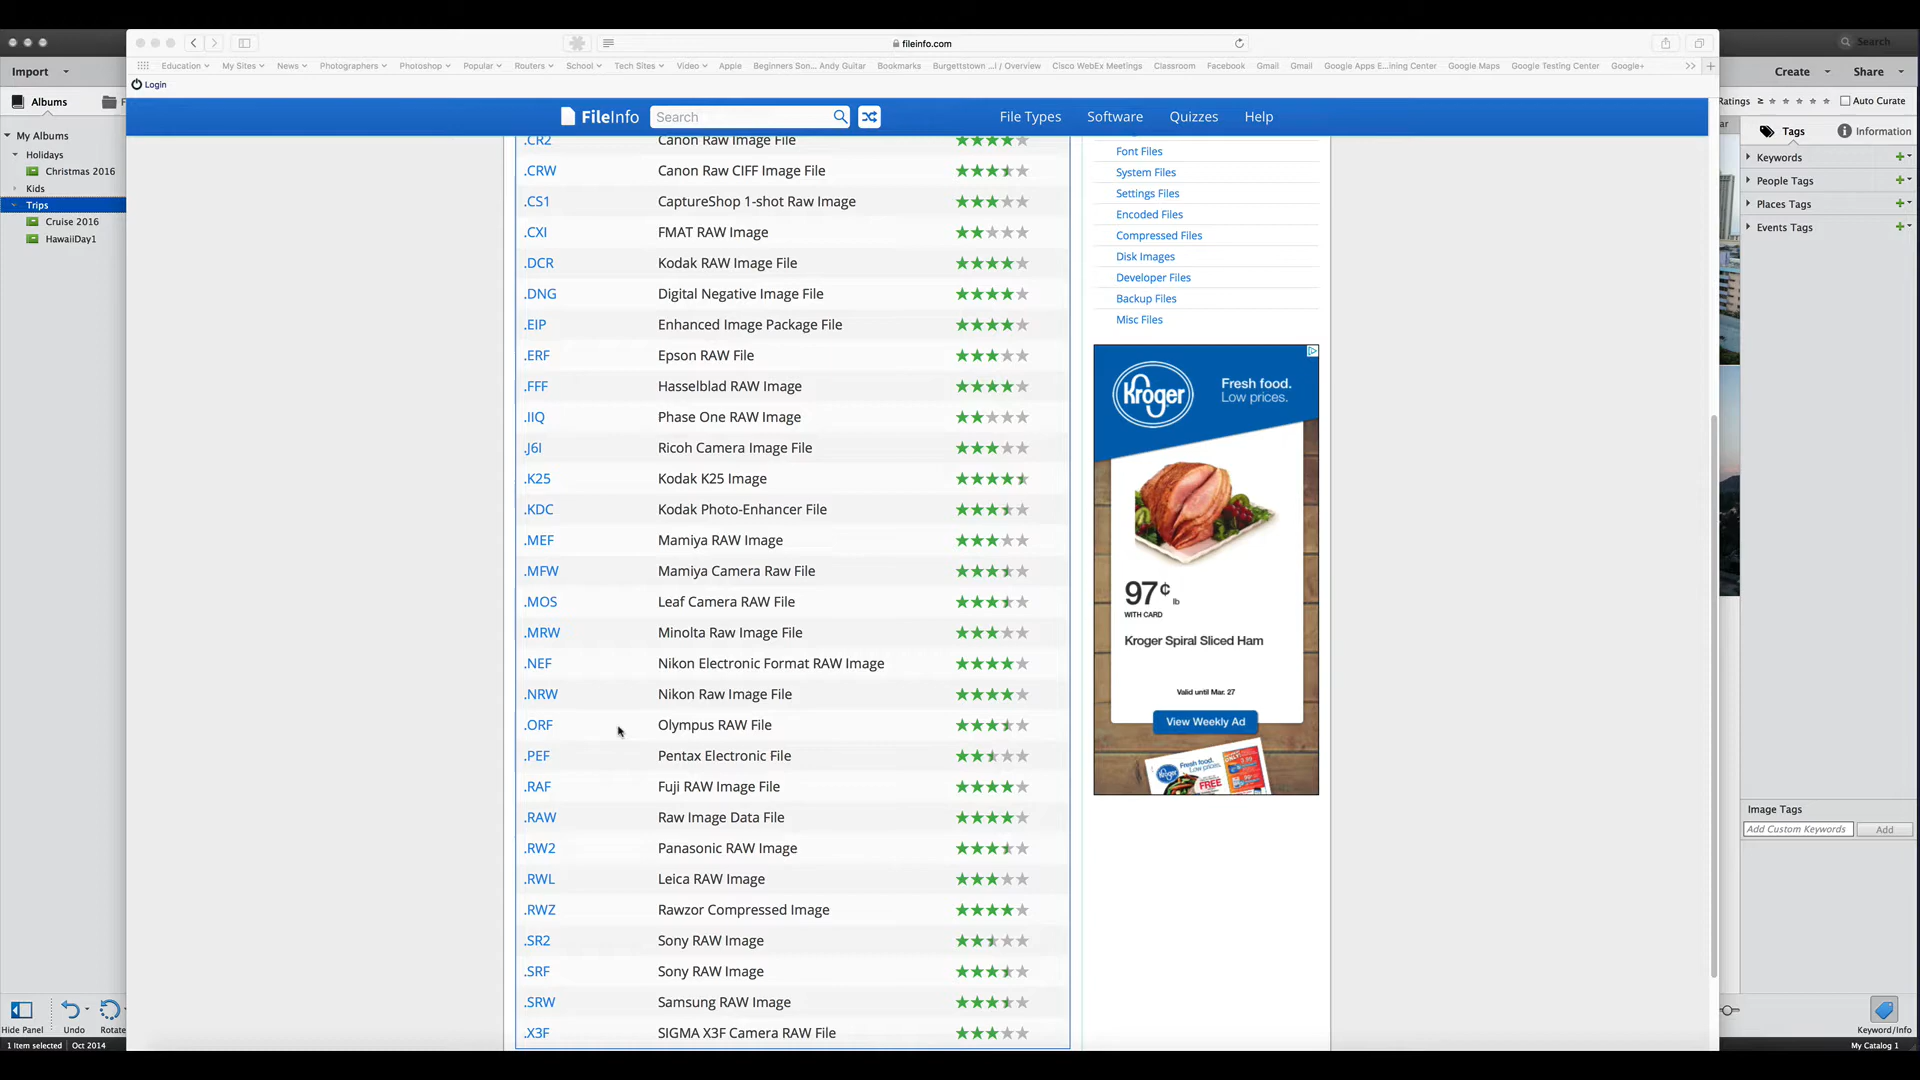 fileinfo.com
Search
Education
My Sites
News
Photographers
Photoshop
Popular
Routers
School
Tech Sites
Video
Apple
Beginners Son... Andy Guitar
Bookmarks
Burgettstown ...l / Overview
Cisco WebEx Meetings
Classroom
Facebook
Gmail
Gmail
Google Apps E...ining Center
Google Maps
Google Testing Center
Google+
Import
Create
Share
Login
Albums
F
Ratings
Auto Curate
FileInfo
Search
File Types
Software
Quizzes
Help
My Albums
Holidays
Christmas 2016
Kids
Trips
Cruise 2016
HawaiiDay1
Tags
Information
Keywords
People Tags
Places Tags
Events Tags
.CR2 Canon Raw Image File
.CRW Canon Raw CIFF Image File
.CS1 CaptureShop 1-shot Raw Image
.CXI FMAT RAW Image
.DCR Kodak RAW Image File
.DNG Digital Negative Image File
.EIP Enhanced Image Package File
.ERF Epson RAW File
.FFF Hasselblad RAW Image
.IIQ Phase One RAW Image
.J6I Ricoh Camera Image File
.K25 Kodak K25 Image
.KDC Kodak Photo-Enhancer File
.MEF Mamiya RAW Image
.MFW Mamiya Camera Raw File
.MOS Leaf Camera RAW File
.MRW Minolta Raw Image File
.NEF Nikon Electronic Format RAW Image
.NRW Nikon Raw Image File
.ORF Olympus RAW File
.PEF Pentax Electronic File
.RAF Fuji RAW Image File
.RAW Raw Image Data File
.RW2 Panasonic RAW Image
.RWL Leica RAW Image
.RWZ Rawzor Compressed Image
.SR2 Sony RAW Image
.SRF Sony RAW Image
.SRW Samsung RAW Image
.X3F SIGMA X3F Camera RAW File
Font Files
System Files
Settings Files
Encoded Files
Compressed Files
Disk Images
Developer Files
Backup Files
Misc Files
Kroger
Fresh food.
Low prices.
97¢ lb
WITH CARD
Kroger Spiral Sliced Ham
Valid until Mar. 27
View Weekly Ad
Kroger
Fresh food.
Low prices.
FREE
Image Tags
Add Custom Keywords
Add
Hide Panel
Undo
Rotate
Keyword/Info
1 Item selected
Oct 2014
My Catalog 1